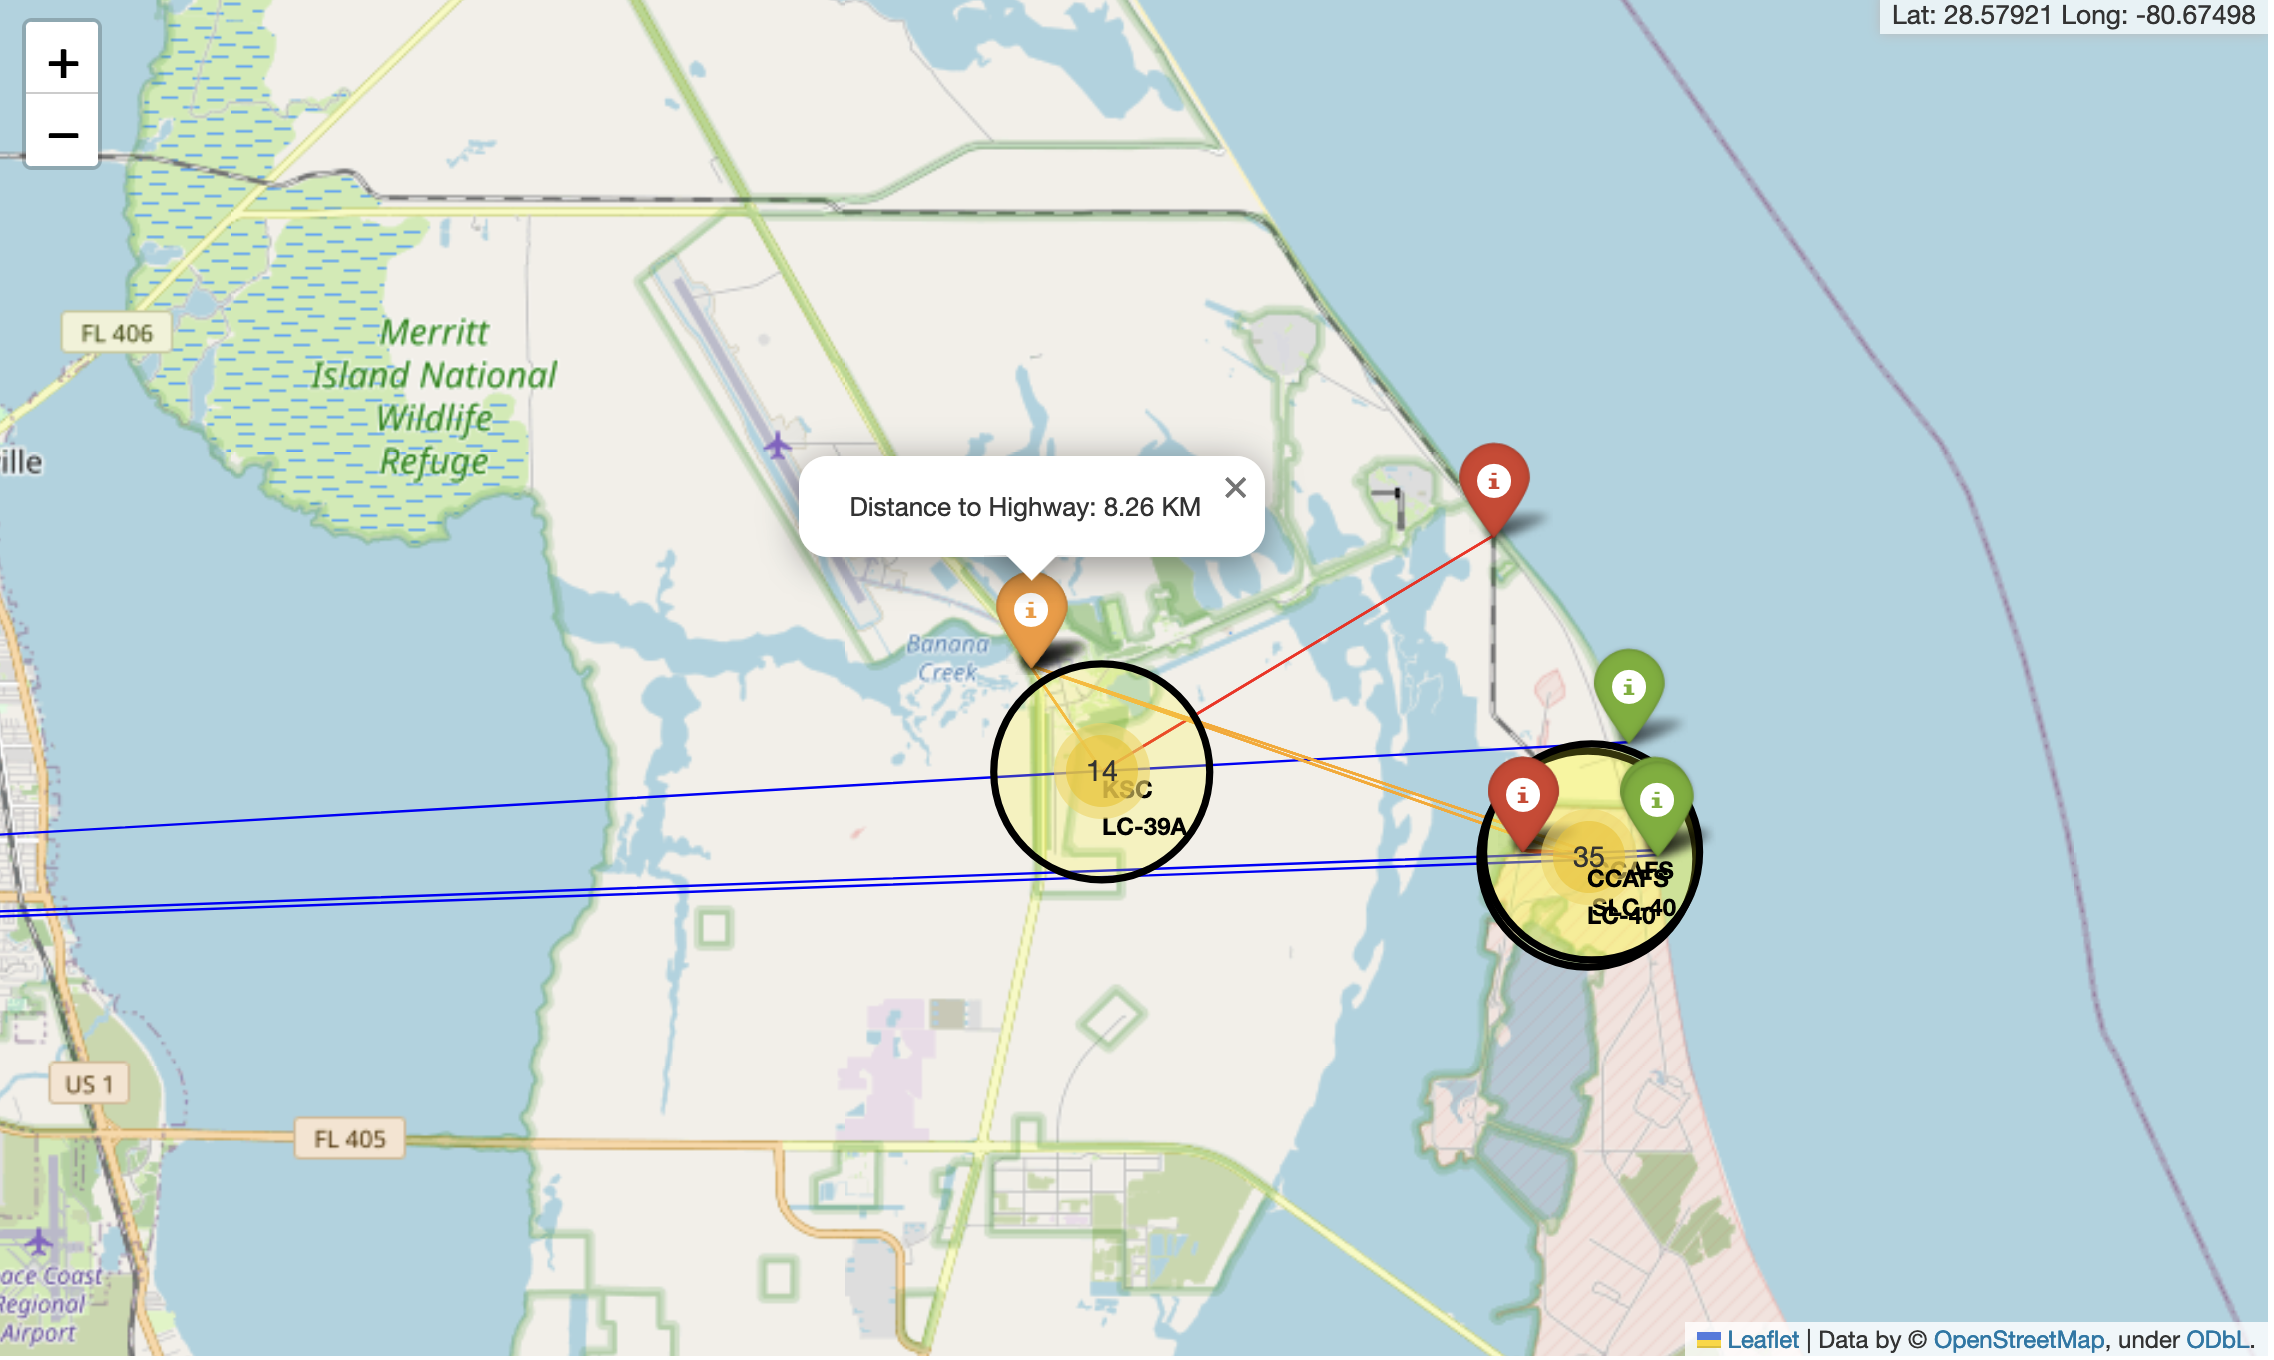 +
−
Lat: 28.57921 Long: -80.67498
FL 406
Merritt
Island National
Wildlife
Refuge
ille
Distance to Highway: 8.26 KM ×
Banana
Creek
14
KSC
LC-39A
35
CCAFS
CCAFS
SLC-40
LC-40
US 1
FL 405
ace Coast
Regional
Airport
Leaflet | Data by © OpenStreetMap, under ODbL.